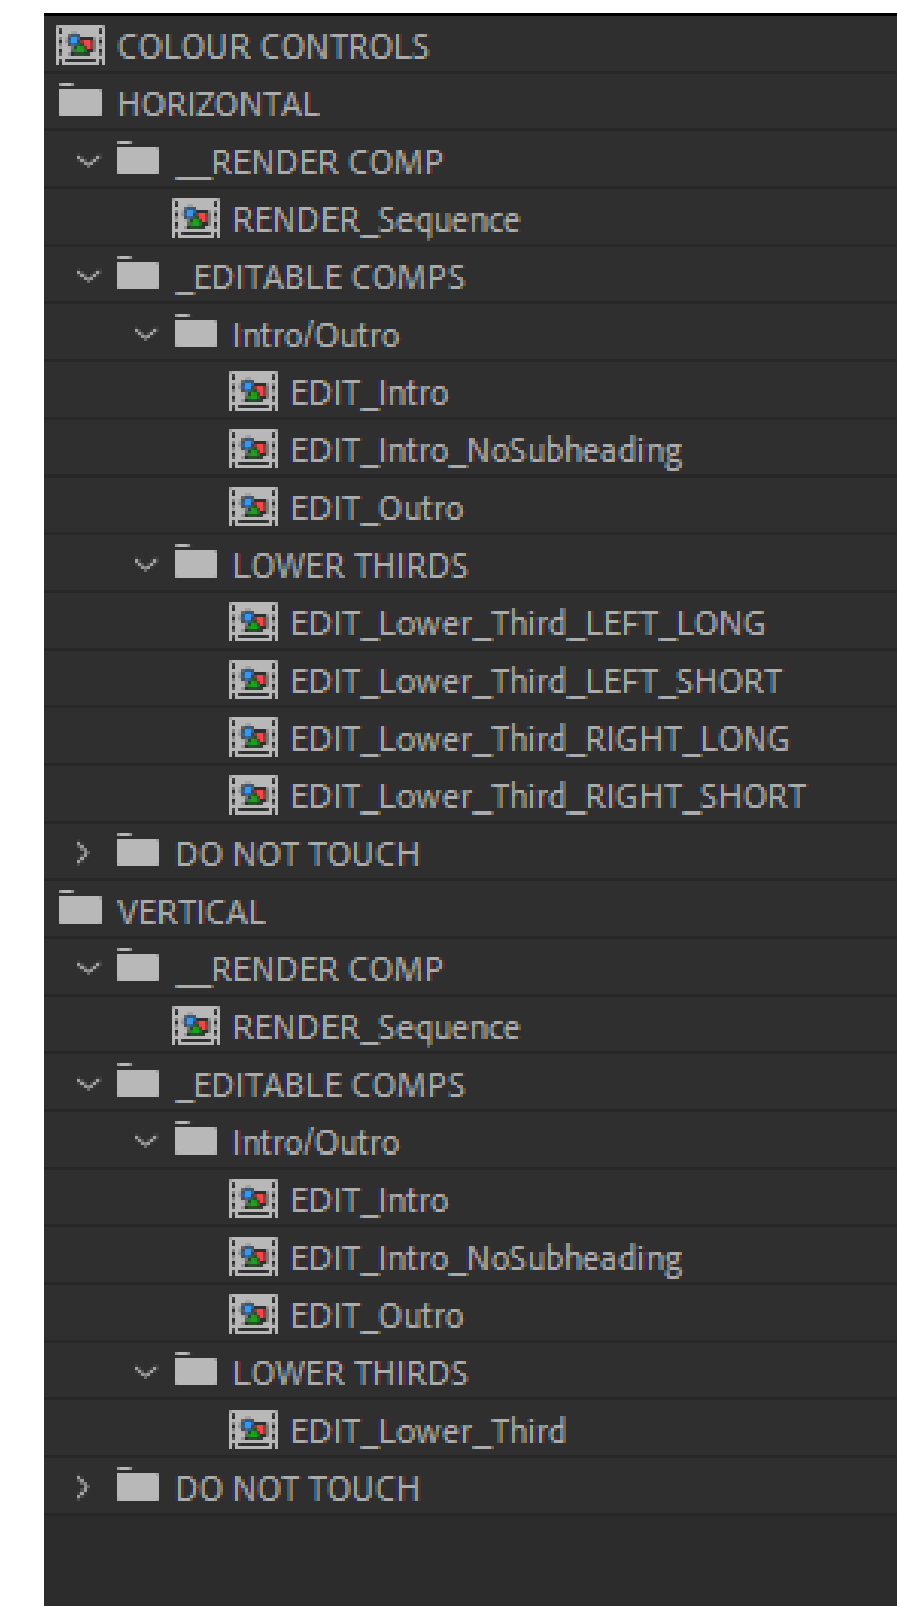 COLOUR CONTROLS
HORIZONTAL
__RENDER COMP
RENDER_Sequence
_EDITABLE COMPS
Intro/Outro
EDIT_Intro
EDIT_Intro_NoSubheading
EDIT_Outro
LOWER THIRDS
EDIT_Lower_Third_LEFT_LONG
EDIT_Lower_Third_LEFT_SHORT
EDIT_Lower_Third_RIGHT_LONG
EDIT_Lower_Third_RIGHT_SHORT
DO NOT TOUCH
VERTICAL
__RENDER COMP
RENDER_Sequence
_EDITABLE COMPS
Intro/Outro
EDIT_Intro
EDIT_Intro_NoSubheading
EDIT_Outro
LOWER THIRDS
EDIT_Lower_Third
DO NOT TOUCH